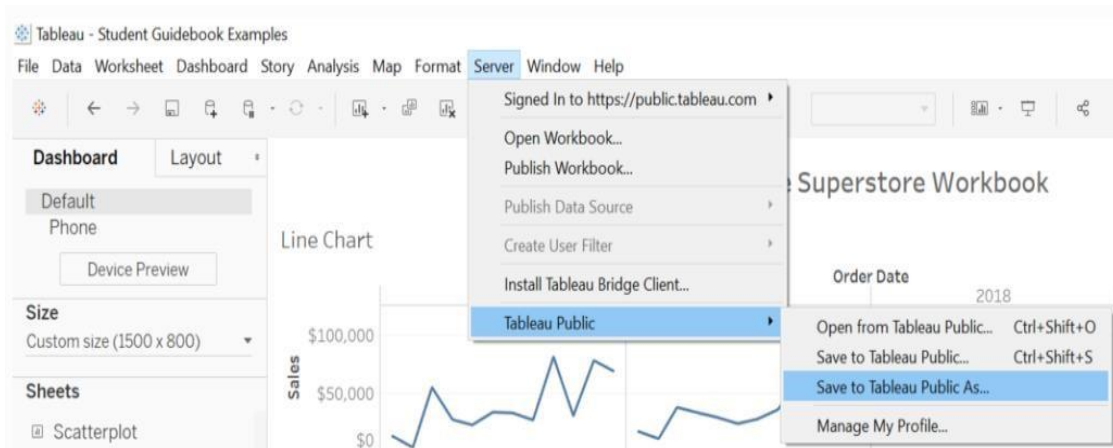 Tableau - Student Guidebook Examples
File Data Worksheet Dashboard Story Analysis Map Format Server Window Help
Signed In to https://public.tableau.com
Open Workbook...
Publish Workbook...
Publish Data Source
Create User Filter
Install Tableau Bridge Client...
Tableau Public
Open from Tableau Public... Ctrl+Shift+O
Save to Tableau Public... Ctrl+Shift+S
Save to Tableau Public As...
Manage My Profile...
Dashboard Layout
Default
Phone
Device Preview
Size
Custom size (1500 x 800)
Sheets
Scatterplot
Superstore Workbook
Line Chart
Order Date
2018
Sales
$100,000
$50,000
$0